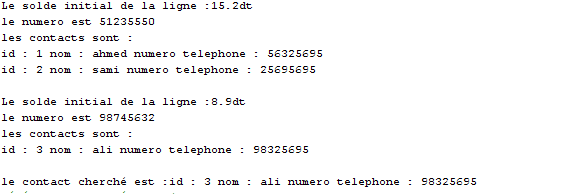 Le solde initial de la ligne :15.2dt
le numero est 51235550
les contacts sont :
id : 1 nom : ahmed numero telephone : 56325695
id : 2 nom : sami numero telephone : 25695695
Le solde initial de la ligne :8.9dt
le numero est 98745632
les contacts sont :
id : 3 nom : ali numero telephone : 98325695
le contact cherché est :id : 3 nom : ali numero telephone : 98325695